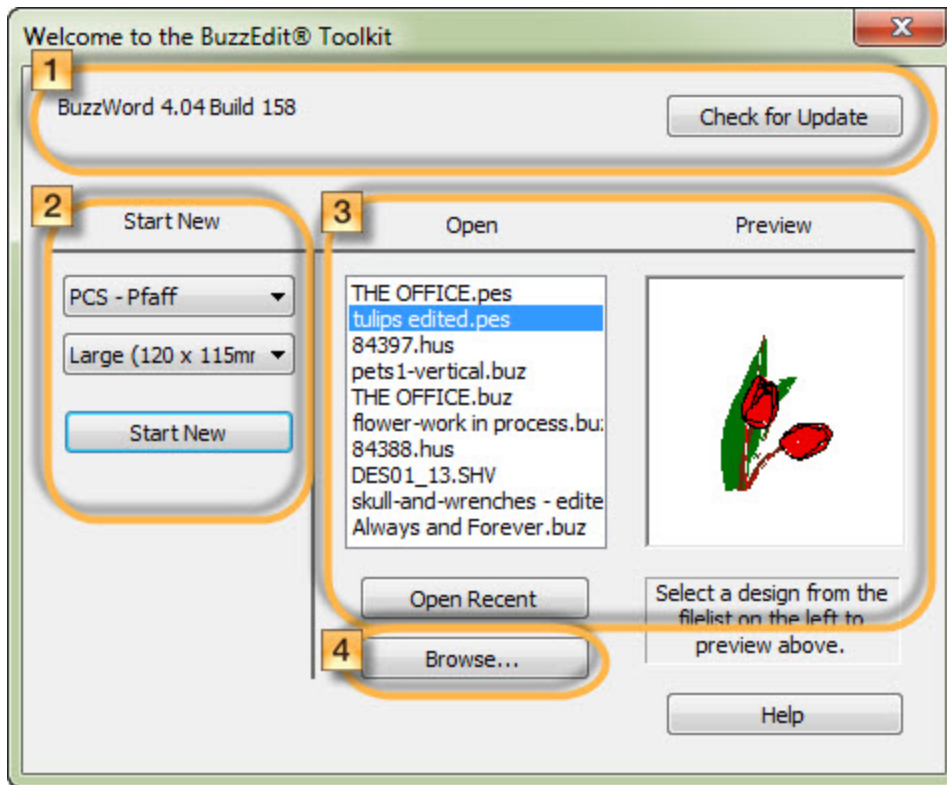 Welcome to the BuzzEdit® Toolkit
1
BuzzWord 4.04 Build 158
Check for Update
2
Start New
PCS - Pfaff
Large (120 x 115mr
Start New
3
Open
Preview
THE OFFICE.pes
tulips edited.pes
84397.hus
pets1-vertical.buz
THE OFFICE.buz
flower-work in process.bu
84388.hus
DES01_13.SHV
skull-and-wrenches - edite
Always and Forever.buz
Open Recent
Select a design from the
filelist on the left to
preview above.
4
Browse...
Help